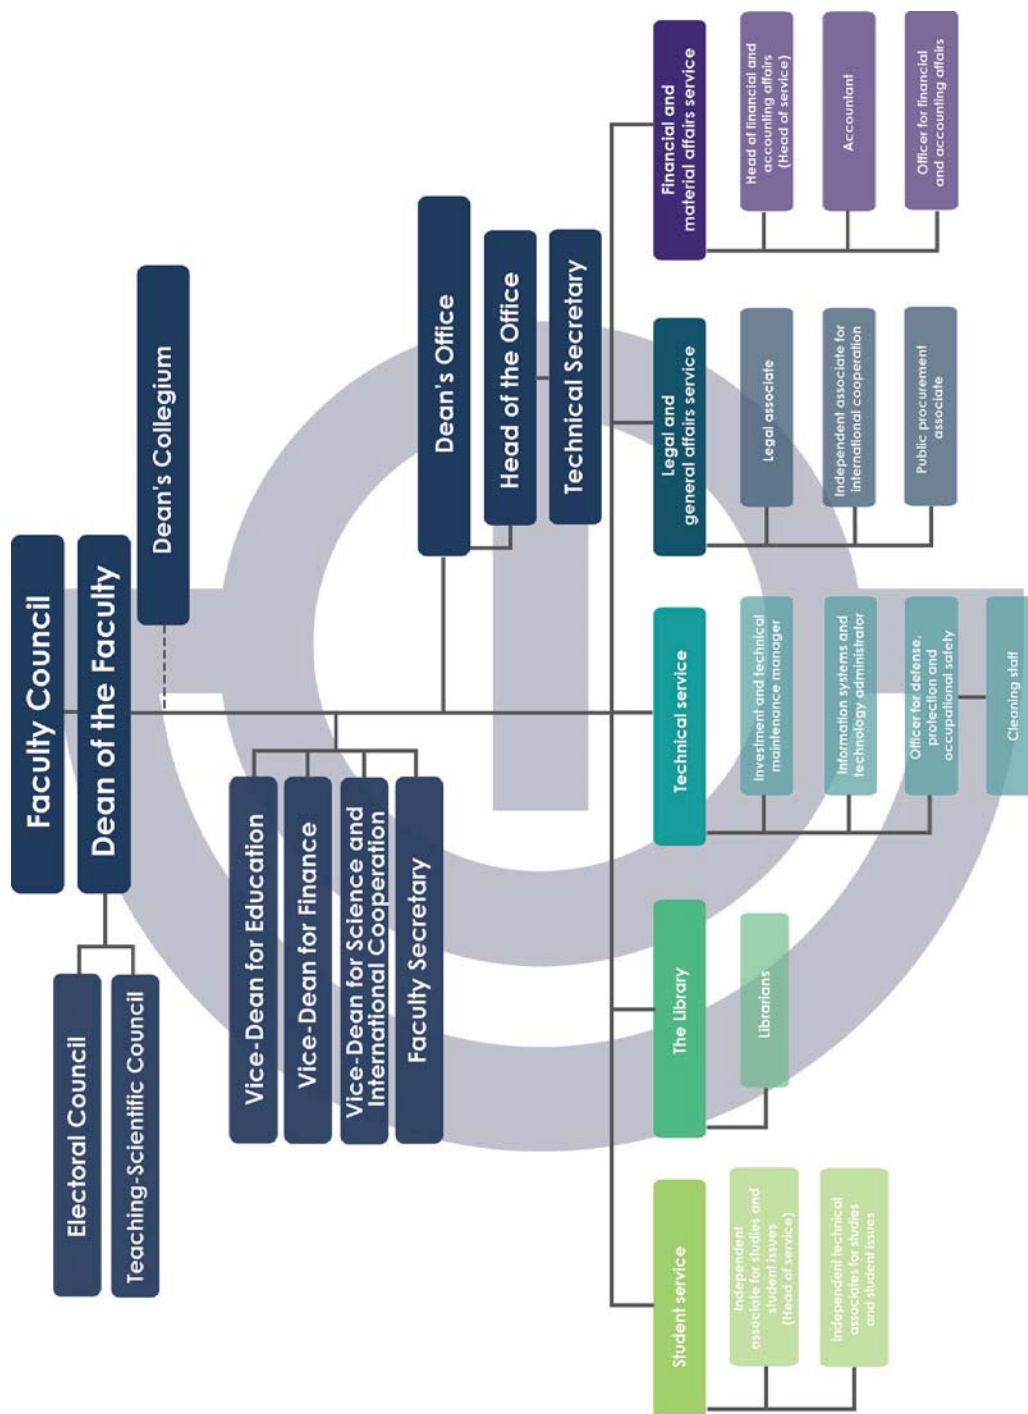 Faculty Council
Dean of the Faculty
Electoral Council
Teaching-Scientific Council
Dean's Collegium
Vice-Dean for Education
Vice-Dean for Finance
Vice-Dean for Science and
International Cooperation
Faculty Secretary
Dean's Office
Head of the Office
Technical Secretary
Student service
Independent
associate for studies and
student issues
(Head of service)
Independent technical
associates for studies
and student issues
The Library
Librarians
Technical service
Investment and technical
maintenance manager
Information systems and
technology administrator
Officer for defense,
protection and
occupational safety
Cleaning staff
Legal and
general affairs service
Legal associate
Independent associate for
international cooperation
Public procurement
associate
Financial and
material affairs service
Head of financial and
accounting affairs
(Head of service)
Accountant
Officer for financial
and accounting affairs